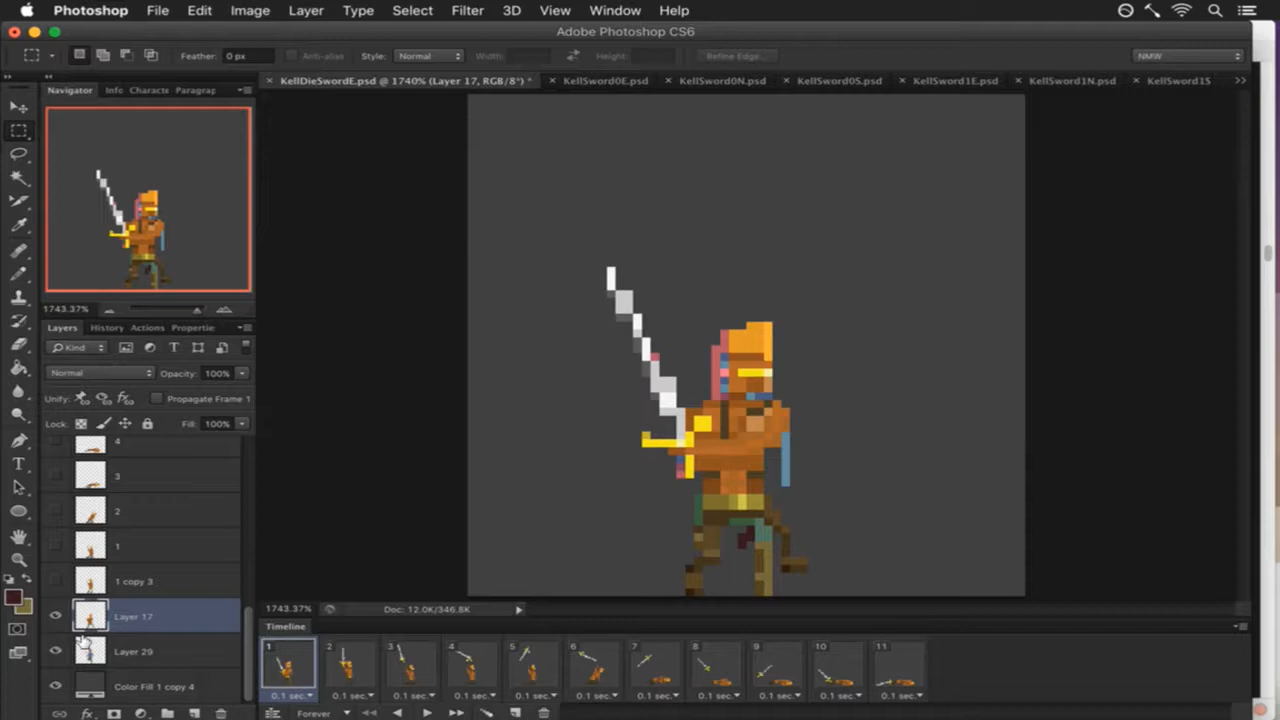 Photoshop File Edit Image Layer Type Select Filter 3D View Window Help
Adobe Photoshop CS6
Feather: 0 px Anti-alias Style: Normal Width: Height: Refine Edge... NMW
KellDieSwordE.psd @ 1740% (Layer 17, RGB/8*) * × KellSword0E.psd × KellSword0N.psd × KellSword0S.psd × KellSword1E.psd × KellSword1N.psd × KellSword1S
Navigator Info Characte Paragrap
1743.37%
Layers History Actions Propertie
Kind
Normal Opacity: 100%
Unify: Propagate Frame 1
Lock: Fill: 100%
4
3
2
1
1 copy 3
Layer 17
Layer 29
Color Fill 1 copy 4
1743.37% Doc: 12.0K/346.8K
Timeline
1 2 3 4 5 6 7 8 9 10 11
0.1 sec. 0.1 sec. 0.1 sec. 0.1 sec. 0.1 sec. 0.1 sec. 0.1 sec. 0.1 sec. 0.1 sec. 0.1 sec. 0.1 sec.
Forever